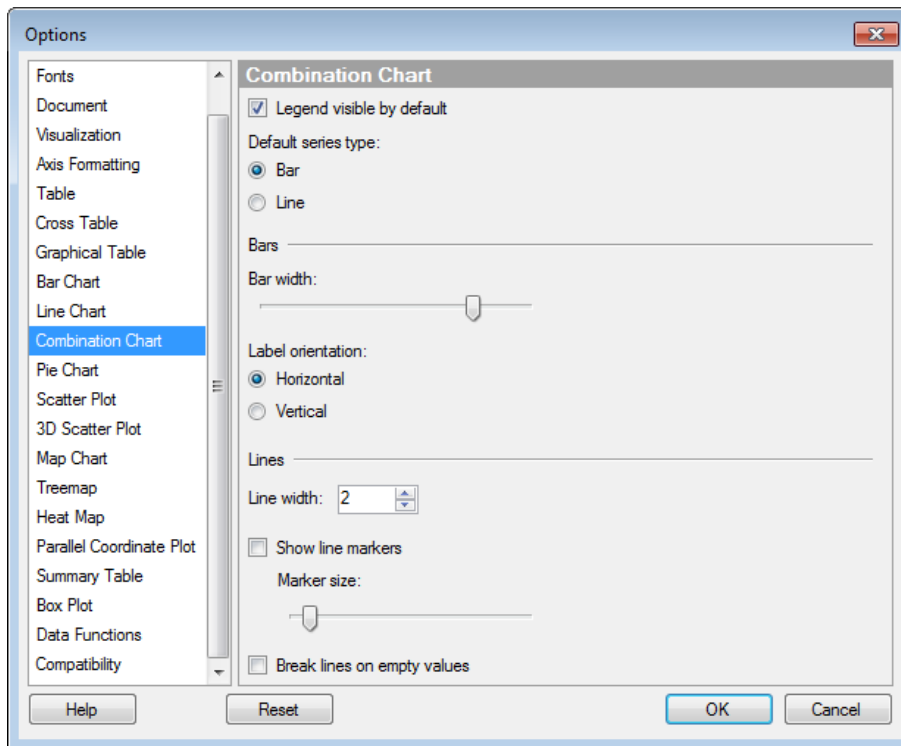 Options
Fonts
Document
Visualization
Axis Formatting
Table
Cross Table
Graphical Table
Bar Chart
Line Chart
Combination Chart
Pie Chart
Scatter Plot
3D Scatter Plot
Map Chart
Treemap
Heat Map
Parallel Coordinate Plot
Summary Table
Box Plot
Data Functions
Compatibility
Combination Chart
Legend visible by default
Default series type:
Bar
Line
Bars
Bar width:
Label orientation:
Horizontal
Vertical
Lines
Line width: 2
Show line markers
Marker size:
Break lines on empty values
Help Reset OK Cancel